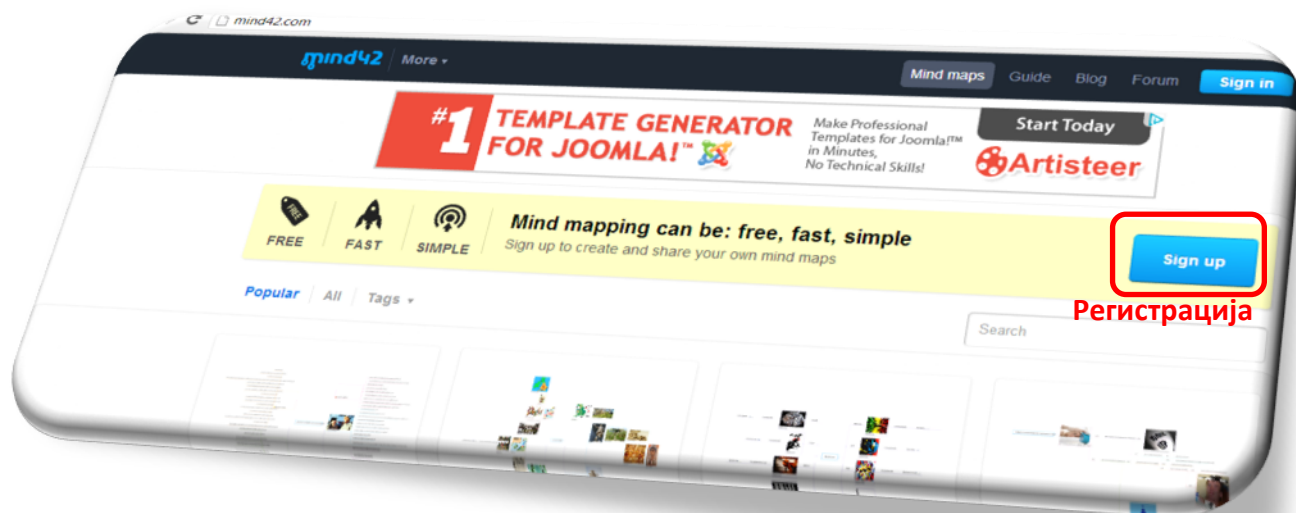 mind42.com
mind42 More
Mind maps Guide Blog Forum Sign in
#1 TEMPLATE GENERATOR
FOR JOOMLA!™
Make Professional
Templates for Joomla!™
in Minutes,
No Technical Skills!
Start Today
Artisteer
FREE
FREE
FAST
SIMPLE
Mind mapping can be: free, fast, simple
Sign up to create and share your own mind maps
Sign up
Регистрација
Popular All Tags
Search